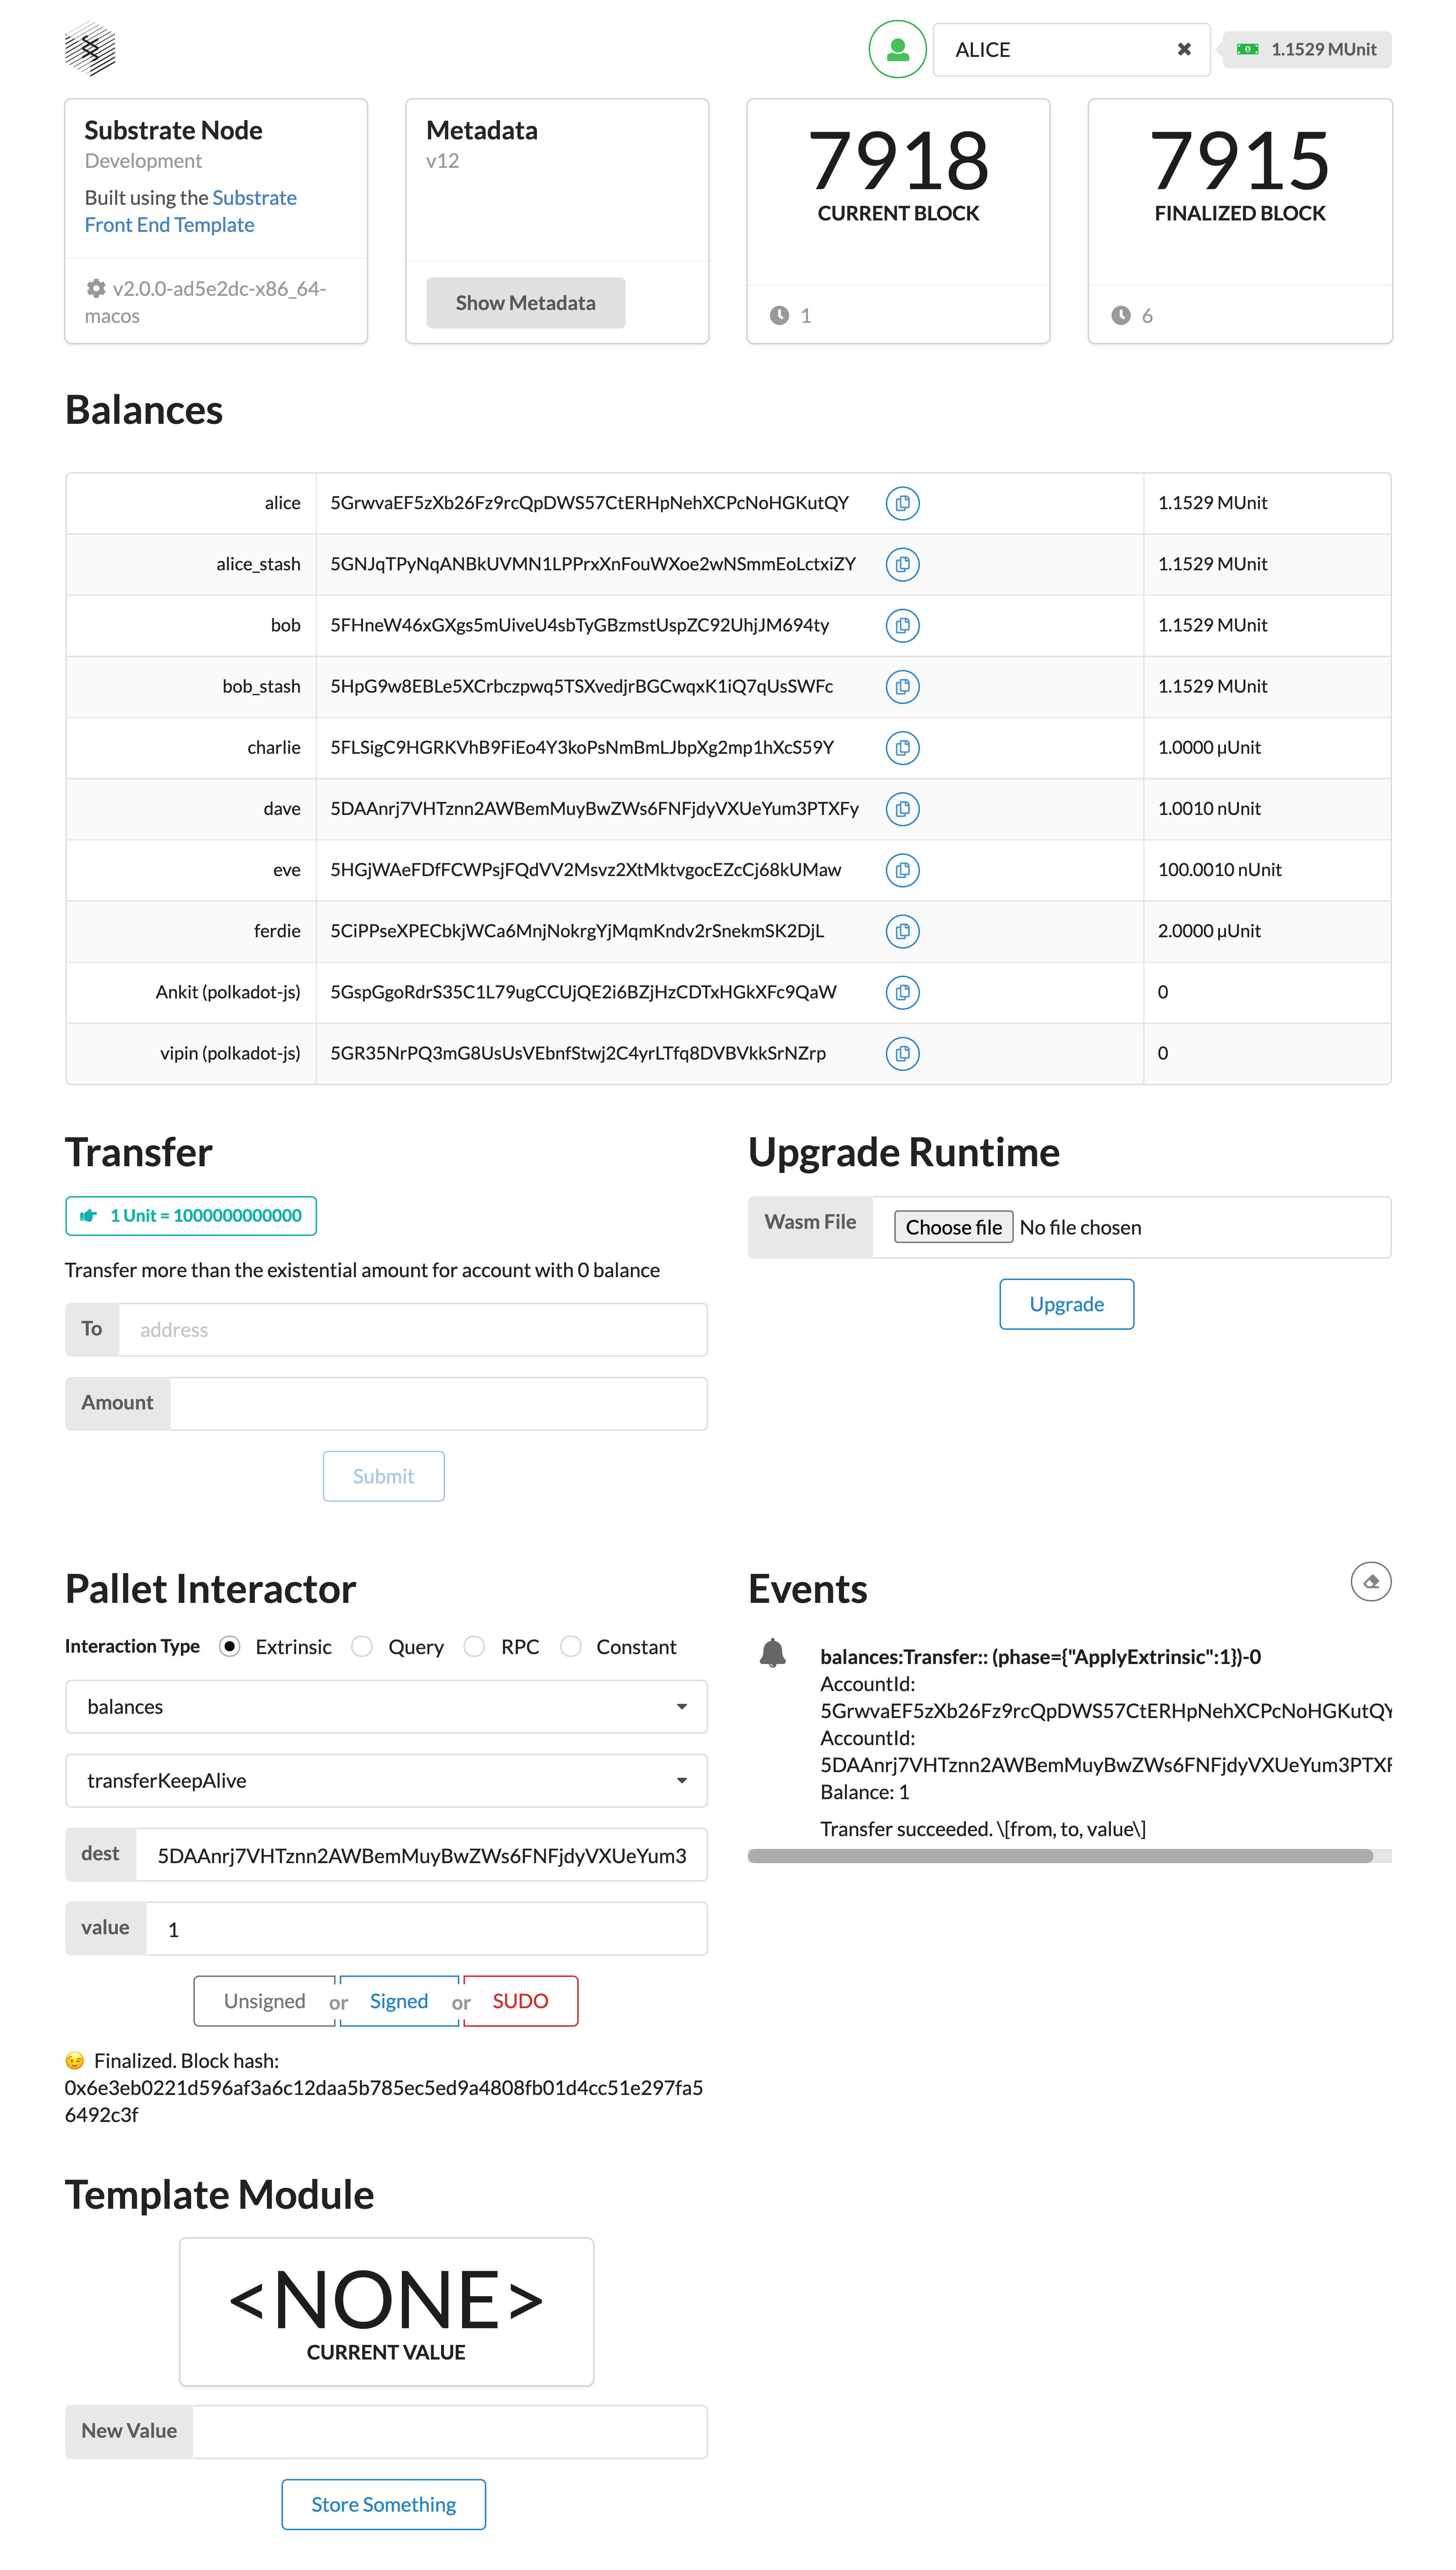 ALICE
1.1529 MUnit
Substrate Node
Development
Built using the Substrate
Front End Template
v2.0.0-ad5e2dc-x86_64-
macos
Metadata
v12
Show Metadata
7918
CURRENT BLOCK
1
7915
FINALIZED BLOCK
6
Balances
alice 5GrwvaEF5zXb26Fz9rcQpDWS57CtERHpNehXCPcNoHGKutQY 1.1529 MUnit
alice_stash 5GNJqTPyNqANBkUVMN1LPPrxXnFouWXoe2wNSmmEoLctxiZY 1.1529 MUnit
bob 5FHneW46xGXgs5mUiveU4sbTyGBzmstUspZC92UhjJM694ty 1.1529 MUnit
bob_stash 5HpG9w8EBLe5XCrbczpwq5TSXvedjrBGCwqxK1iQ7qUsSWFc 1.1529 MUnit
charlie 5FLSigC9HGRKVhB9FiEo4Y3koPsNmBmLJbpXg2mp1hXcS59Y 1.0000 µUnit
dave 5DAAnrj7VHTznn2AWBemMuyBwZWs6FNFjdyVXUeYum3PTXFy 1.0010 nUnit
eve 5HGjWAeFDfFCWPsjFQdVV2Msvz2XtMktvgocEZcCj68kUMaw 100.0010 nUnit
ferdie 5CiPPseXPECbkjWCa6MnjNokrgYjMqmKndv2rSnekmSK2DjL 2.0000 µUnit
Ankit (polkadot-js) 5GspGgoRdrS35C1L79ugCCUjQE2i6BZjHzCDTxHGkXFc9QaW 0
vipin (polkadot-js) 5GR35NrPQ3mG8UsUsVEbnfStwj2C4yrLTfq8DVBVkkSrNZrp 0
Transfer
1 Unit = 1000000000000
Transfer more than the existential amount for account with 0 balance
To address
Amount
Submit
Upgrade Runtime
Wasm File Choose file No file chosen
Upgrade
Pallet Interactor
Interaction Type Extrinsic Query RPC Constant
balances
transferKeepAlive
dest 5DAAnrj7VHTznn2AWBemMuyBwZWs6FNFjdyVXUeYum3
value 1
Unsigned or Signed or SUDO
😉 Finalized. Block hash:
0x6e3eb0221d596af3a6c12daa5b785ec5ed9a4808fb01d4cc51e297fa5
6492c3f
Events
balances:Transfer:: (phase={"ApplyExtrinsic":1})-0
AccountId:
5GrwvaEF5zXb26Fz9rcQpDWS57CtERHpNehXCPcNoHGKutQY
AccountId:
5DAAnrj7VHTznn2AWBemMuyBwZWs6FNFjdyVXUeYum3PTXF
Balance: 1
Transfer succeeded. \[from, to, value\]
Template Module
<NONE>
CURRENT VALUE
New Value
Store Something